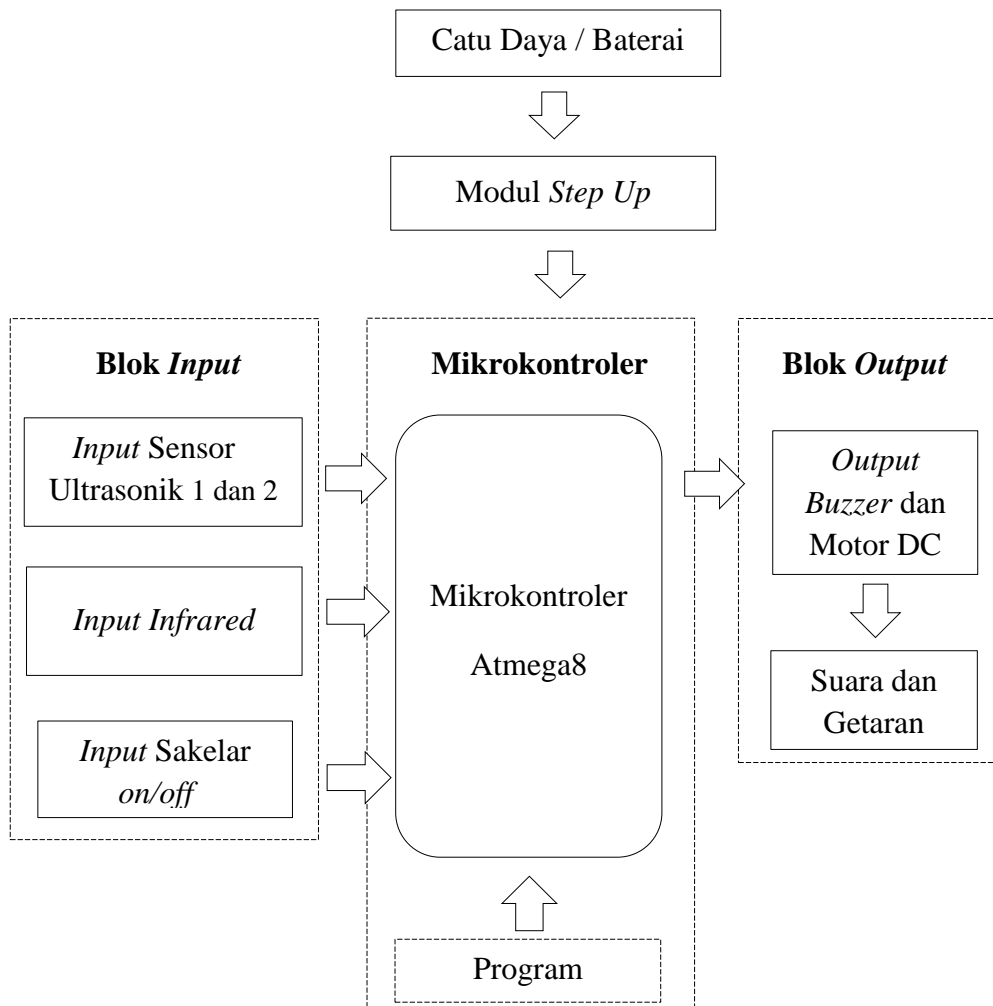 Catu Daya / Baterai
Modul Step Up
Blok Input
Input Sensor
Ultrasonik 1 dan 2
Input Infrared
Input Sakelar
on/off
Mikrokontroler
Mikrokontroler
Atmega8
Program
Blok Output
Output
Buzzer dan
Motor DC
Suara dan
Getaran